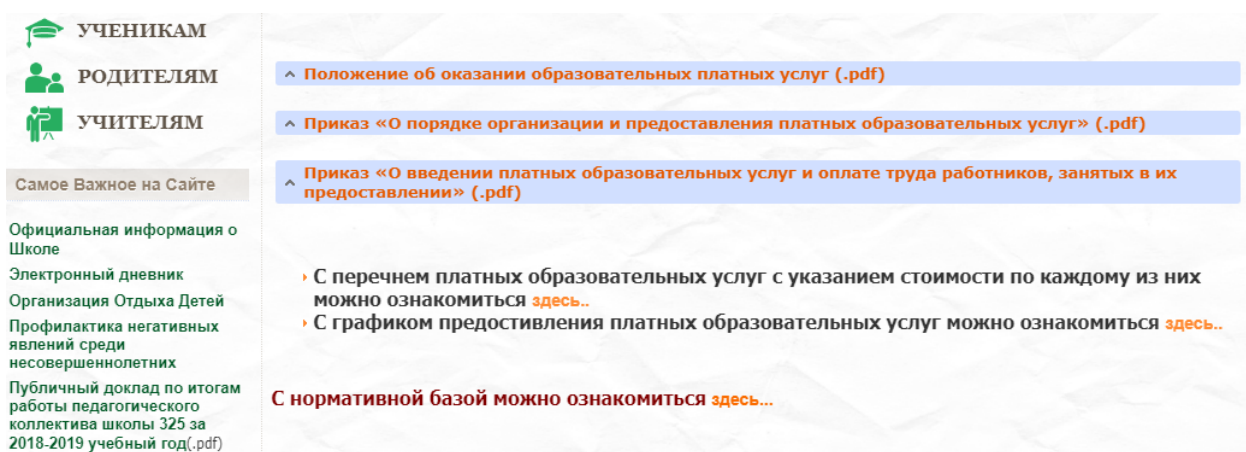 УЧЕНИКАМ
РОДИТЕЛЯМ
УЧИТЕЛЯМ
Самое Важное на Сайте
Официальная информация о
Школе
Электронный дневник
Организация Отдыха Детей
Профилактика негативных
явлений среди
несовершеннолетних
Публичный доклад по итогам
работы педагогического
коллектива школы 325 за
2018-2019 учебный год(.pdf)
Положение об оказании образовательных платных услуг (.pdf)
Приказ «О порядке организации и предоставления платных образовательных услуг» (.pdf)
Приказ «О введении платных образовательных услуг и оплате труда работников, занятых в их
предоставлении» (.pdf)
С перечнем платных образовательных услуг с указанием стоимости по каждому из них
можно ознакомиться здесь..
С графиком предостивления платных образовательных услуг можно ознакомиться здесь..
С нормативной базой можно ознакомиться здесь...